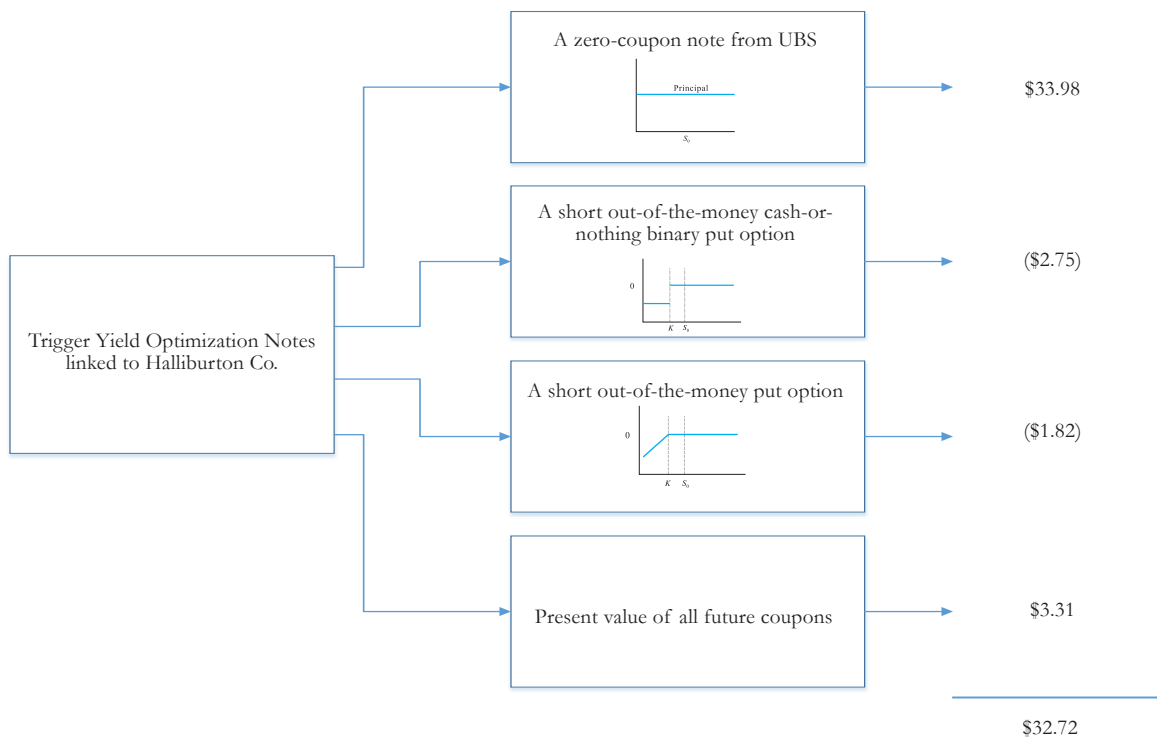 A zero-coupon note from UBS
Principal
S0
$33.98
A short out-of-the-money cash-or-
nothing binary put option
0
K S0
($2.75)
Trigger Yield Optimization Notes
linked to Halliburton Co.
A short out-of-the-money put option
0
K S0
($1.82)
Present value of all future coupons
$3.31
$32.72